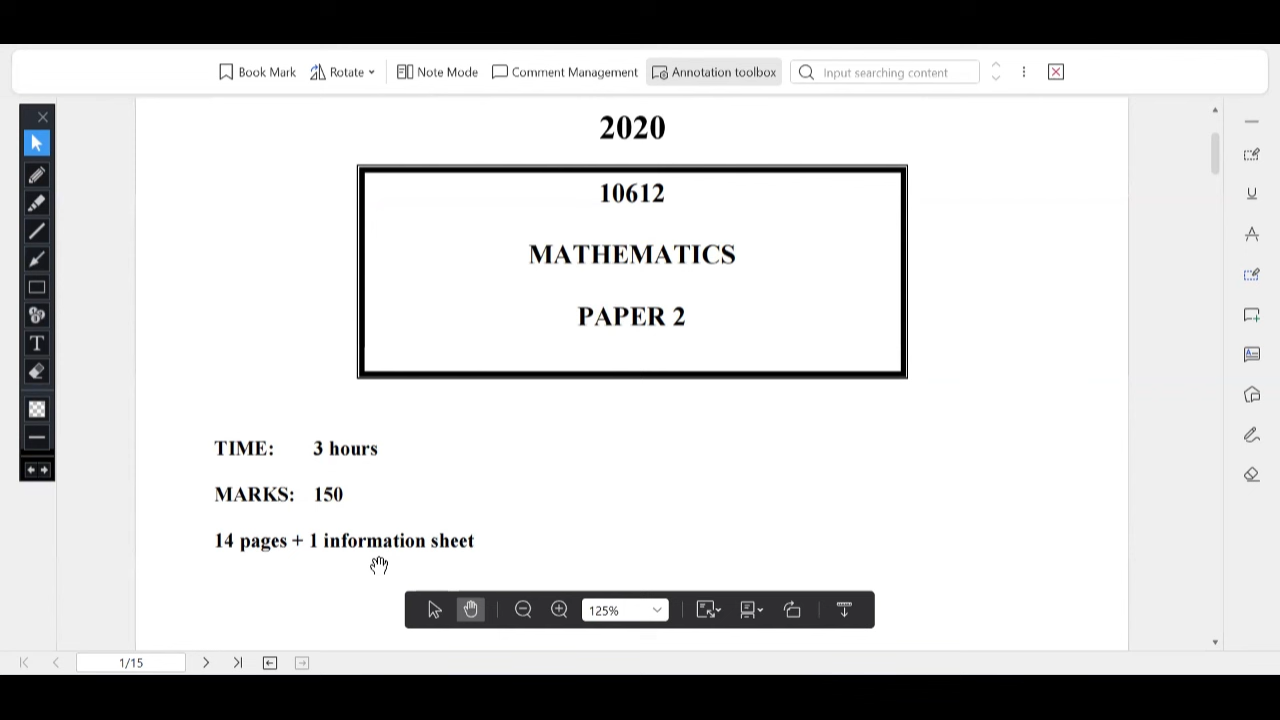 Book Mark Rotate Note Mode Comment Management Annotation toolbox Input searching content
2020
10612
MATHEMATICS
PAPER 2
TIME: 3 hours
MARKS: 150
14 pages + 1 information sheet
125%
1/15